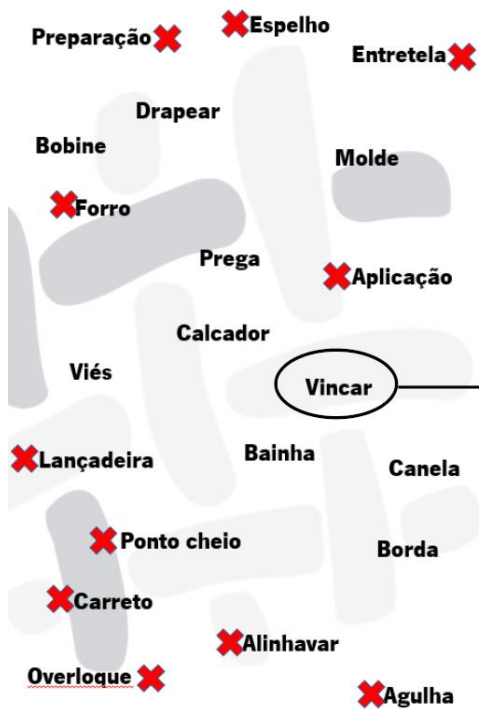 Preparação
Espelho
Entretela
Drapear
Bobine
Molde
Forro
Prega
Aplicação
Calcador
Viés
Vincar
Lançadeira
Bainha
Canela
Ponto cheio
Borda
Carreto
Alinhavar
Overloque
Agulha